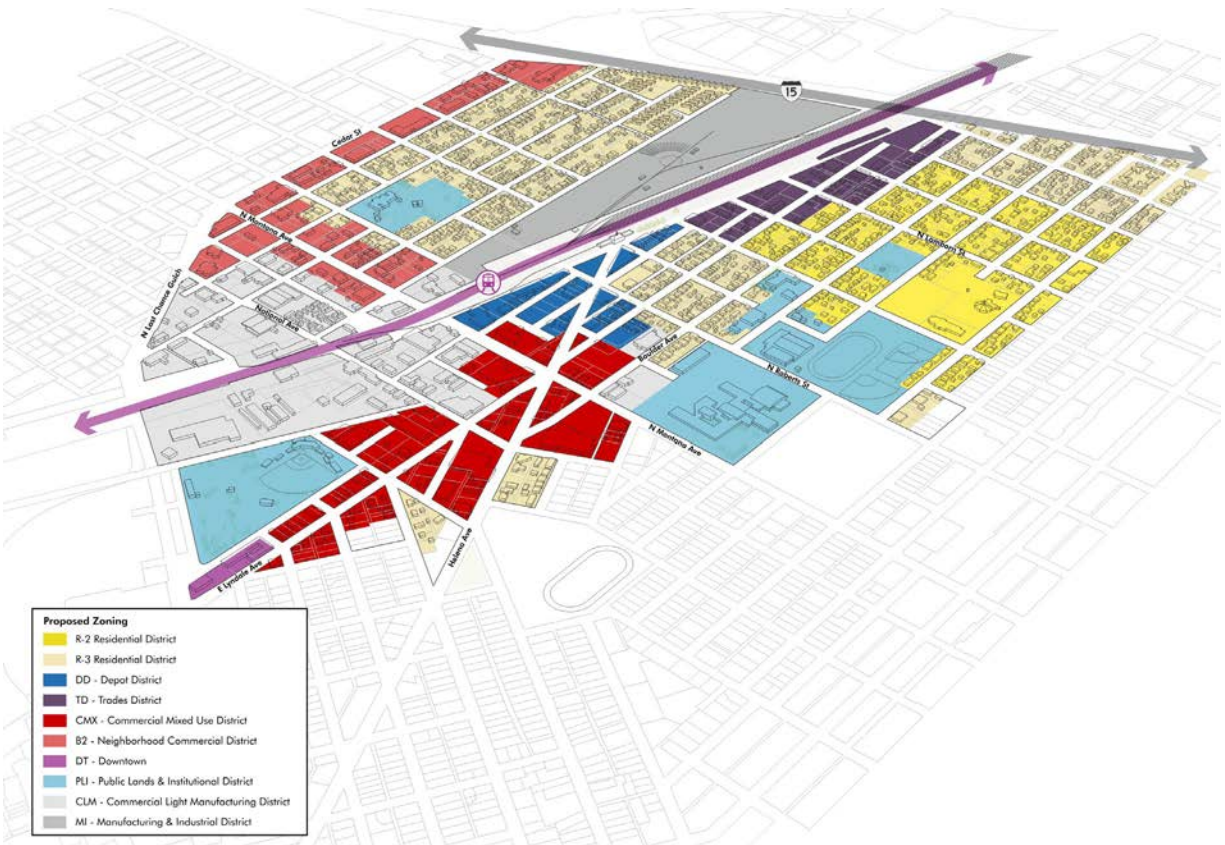 15
Cedar St
N Montana Ave
N Last Chance Gulch
National Ave
N Lamborn St
Boulder Ave
N Roberts St
N Montana Ave
Helena Ave
E Lyndale Ave
Proposed Zoning
R-2 Residential District
R-3 Residential District
DD - Depot District
TD - Trades District
CMX - Commercial Mixed Use District
B2 - Neighborhood Commercial District
DT - Downtown
PLI - Public Lands & Institutional District
CLM - Commercial Light Manufacturing District
MI - Manufacturing & Industrial District